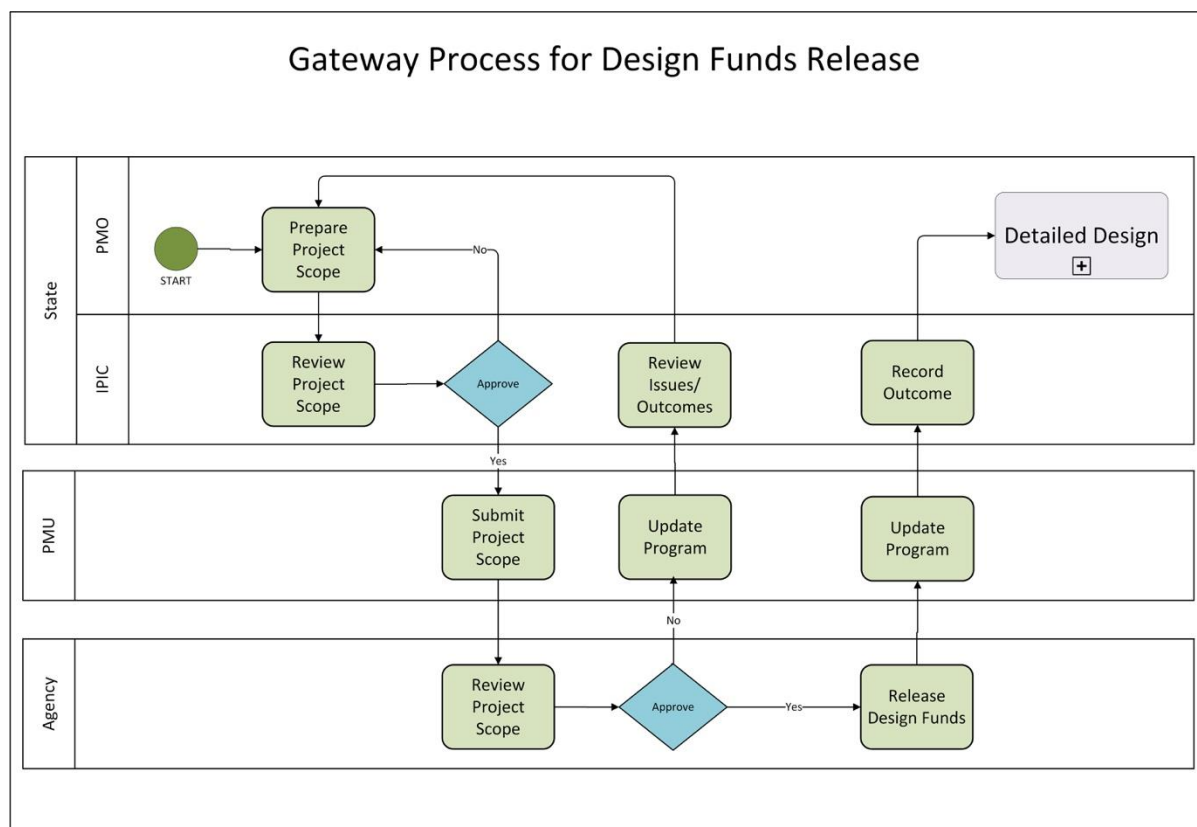 Gateway Process for Design Funds Release
State
PMO
START
Prepare
Project
Scope
No
Detailed Design
IPIC
Review
Project
Scope
Approve
Review
Issues/
Outcomes
Record
Outcome
Yes
PMU
Submit
Project
Scope
Update
Program
Update
Program
No
Agency
Review
Project
Scope
Approve
Yes
Release
Design Funds